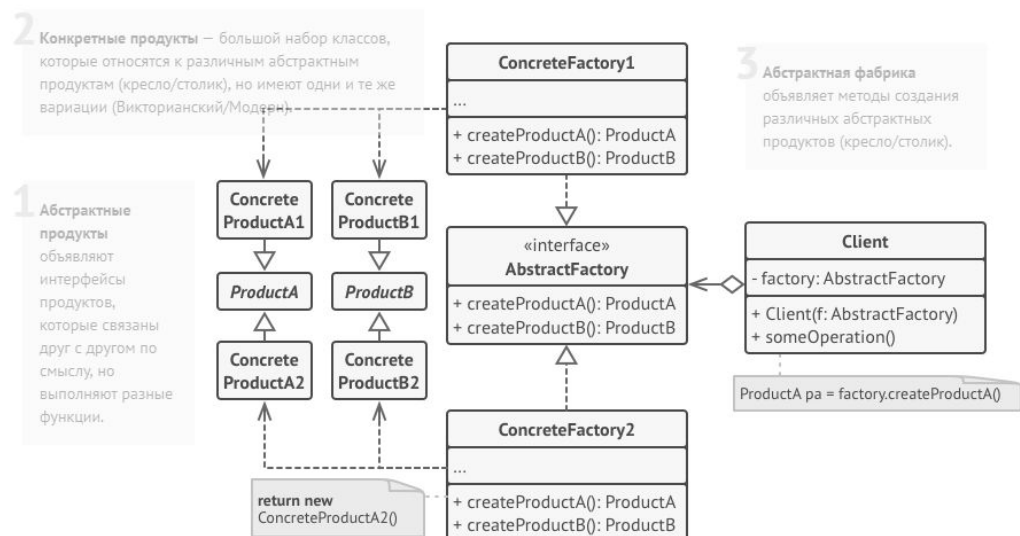 2
Конкретные продукты — большой набор классов,
которые относятся к различным абстрактным
продуктам (кресло/столик), но имеют одни и те же
вариации (Викторианский/Модерн).
ConcreteFactory1
...
+ createProductA(): ProductA
+ createProductB(): ProductB
3
Абстрактная фабрика
объявляет методы создания
различных абстрактных
продуктов (кресло/столик).
1
Абстрактные
продукты
объявляют
интерфейсы
продуктов,
которые связаны
друг с другом по
смыслу, но
выполняют разные
функции.
Concrete
ProductA1
Concrete
ProductB1
ProductA
ProductB
Concrete
ProductA2
Concrete
ProductB2
«interface»
AbstractFactory
+ createProductA(): ProductA
+ createProductB(): ProductB
Client
- factory: AbstractFactory
+ Client(f: AbstractFactory)
+ someOperation()
ProductA pa = factory.createProductA()
ConcreteFactory2
...
+ createProductA(): ProductA
+ createProductB(): ProductB
return new
ConcreteProductA2()